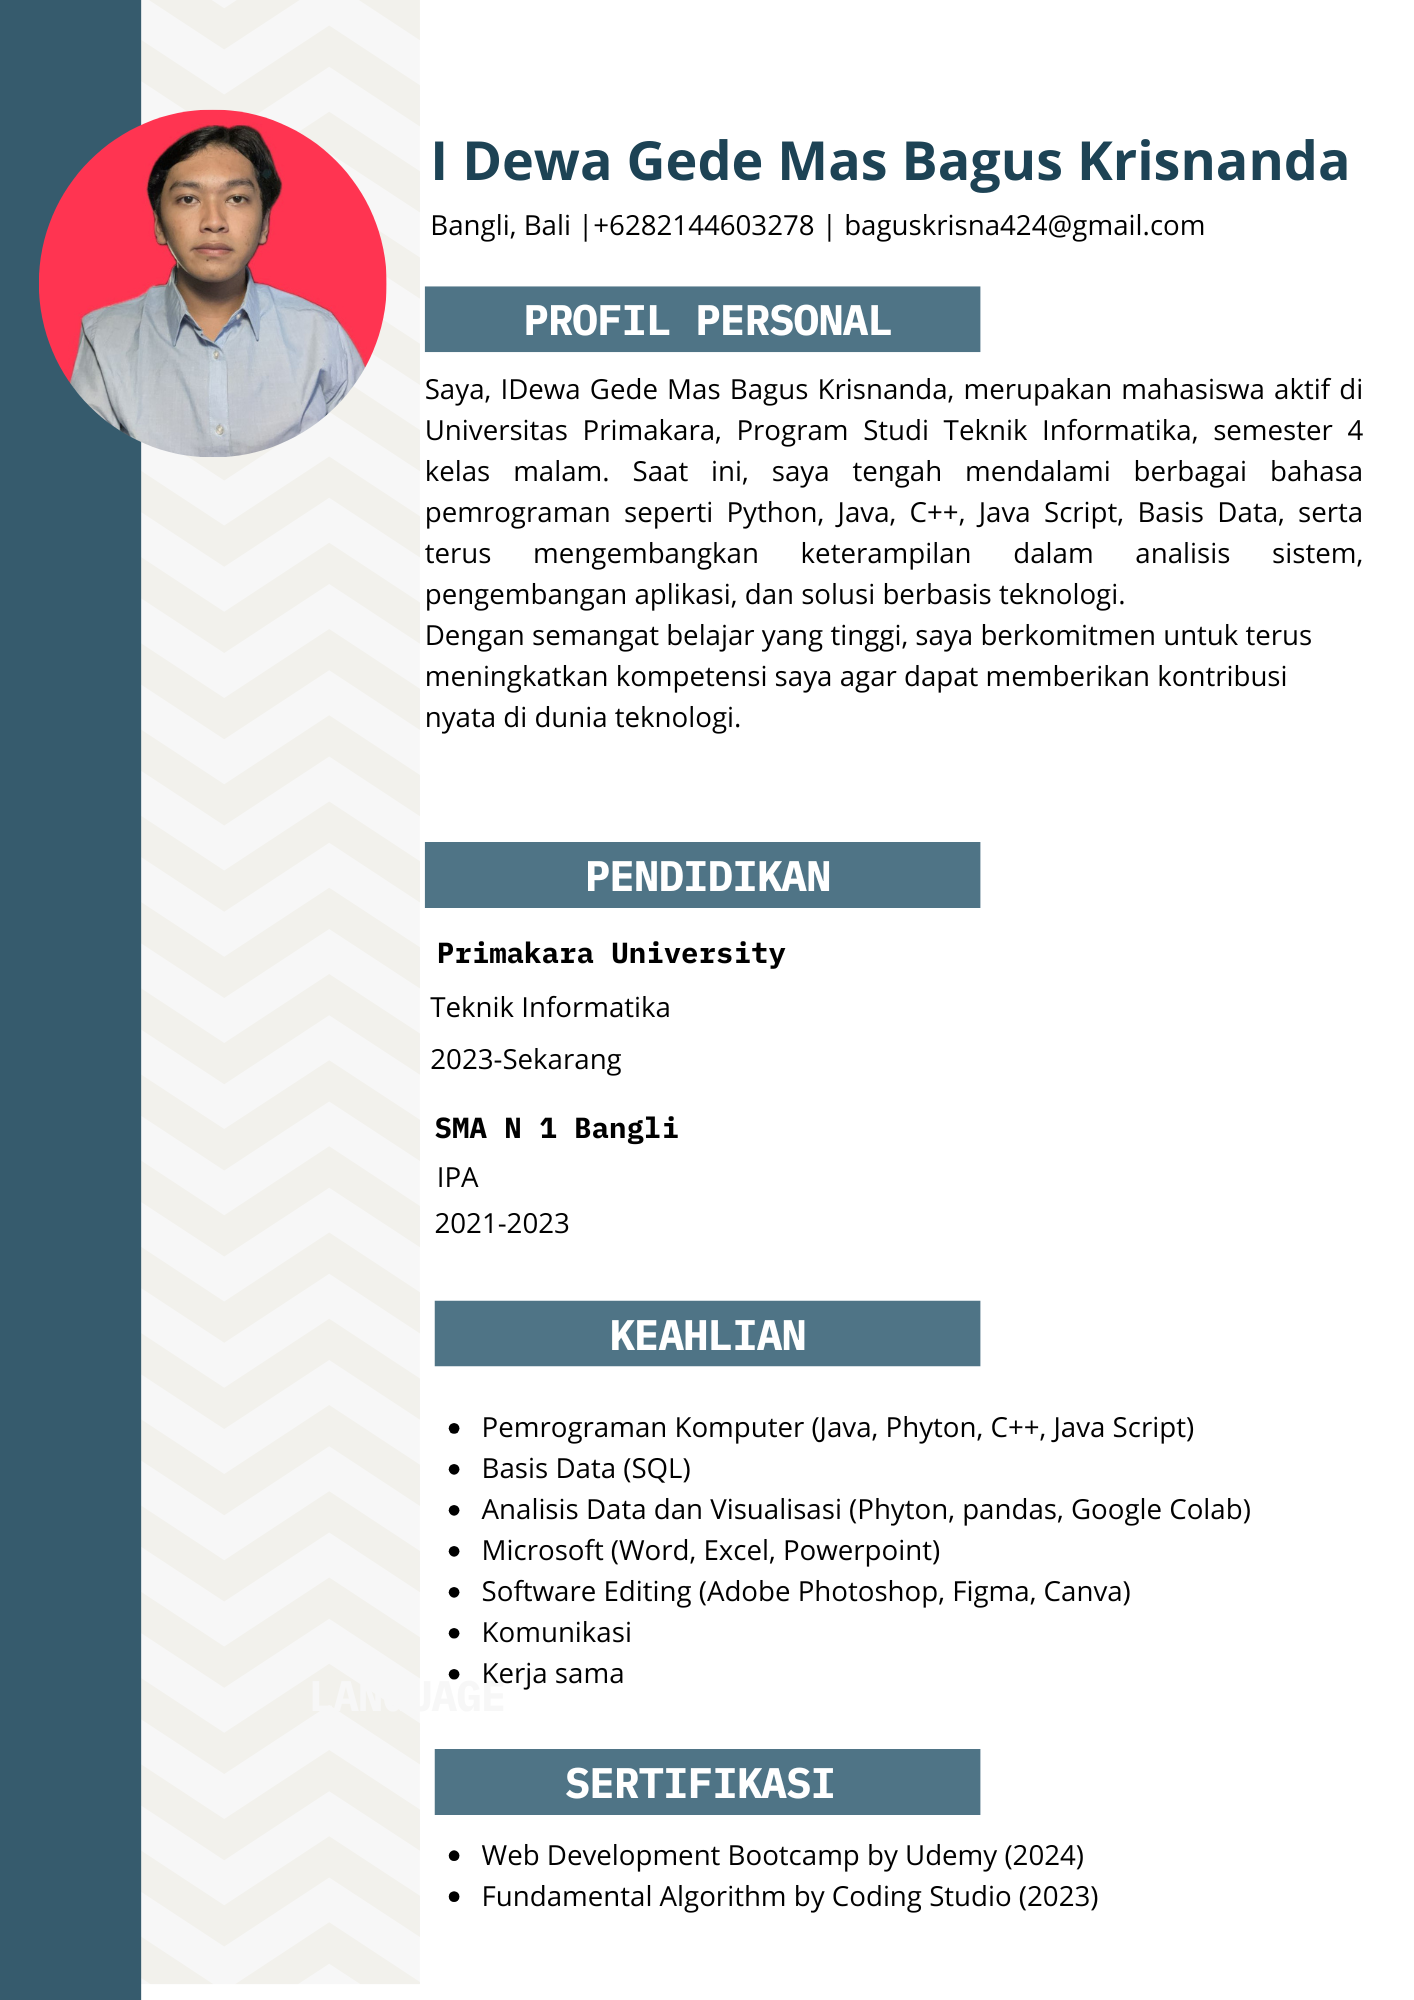 I Dewa Gede Mas Bagus Krisnanda
Bangli, Bali |+6282144603278 | baguskrisna424@gmail.com
PROFIL PERSONAL
Saya, IDewa Gede Mas Bagus Krisnanda, merupakan mahasiswa aktif di
Universitas Primakara, Program Studi Teknik Informatika, semester 4
kelas malam. Saat ini, saya tengah mendalami berbagai bahasa
pemrograman seperti Python, Java, C++, Java Script, Basis Data, serta
terus mengembangkan keterampilan dalam analisis sistem,
pengembangan aplikasi, dan solusi berbasis teknologi.
Dengan semangat belajar yang tinggi, saya berkomitmen untuk terus
meningkatkan kompetensi saya agar dapat memberikan kontribusi
nyata di dunia teknologi.
PENDIDIKAN
Primakara University
Teknik Informatika
2023-Sekarang
SMA N 1 Bangli
IPA
2021-2023
KEAHLIAN
• Pemrograman Komputer (Java, Phyton, C++, Java Script)
• Basis Data (SQL)
• Analisis Data dan Visualisasi (Phyton, pandas, Google Colab)
• Microsoft (Word, Excel, Powerpoint)
• Software Editing (Adobe Photoshop, Figma, Canva)
• Komunikasi
• Kerja sama
LANGUAGE
SERTIFIKASI
• Web Development Bootcamp by Udemy (2024)
• Fundamental Algorithm by Coding Studio (2023)